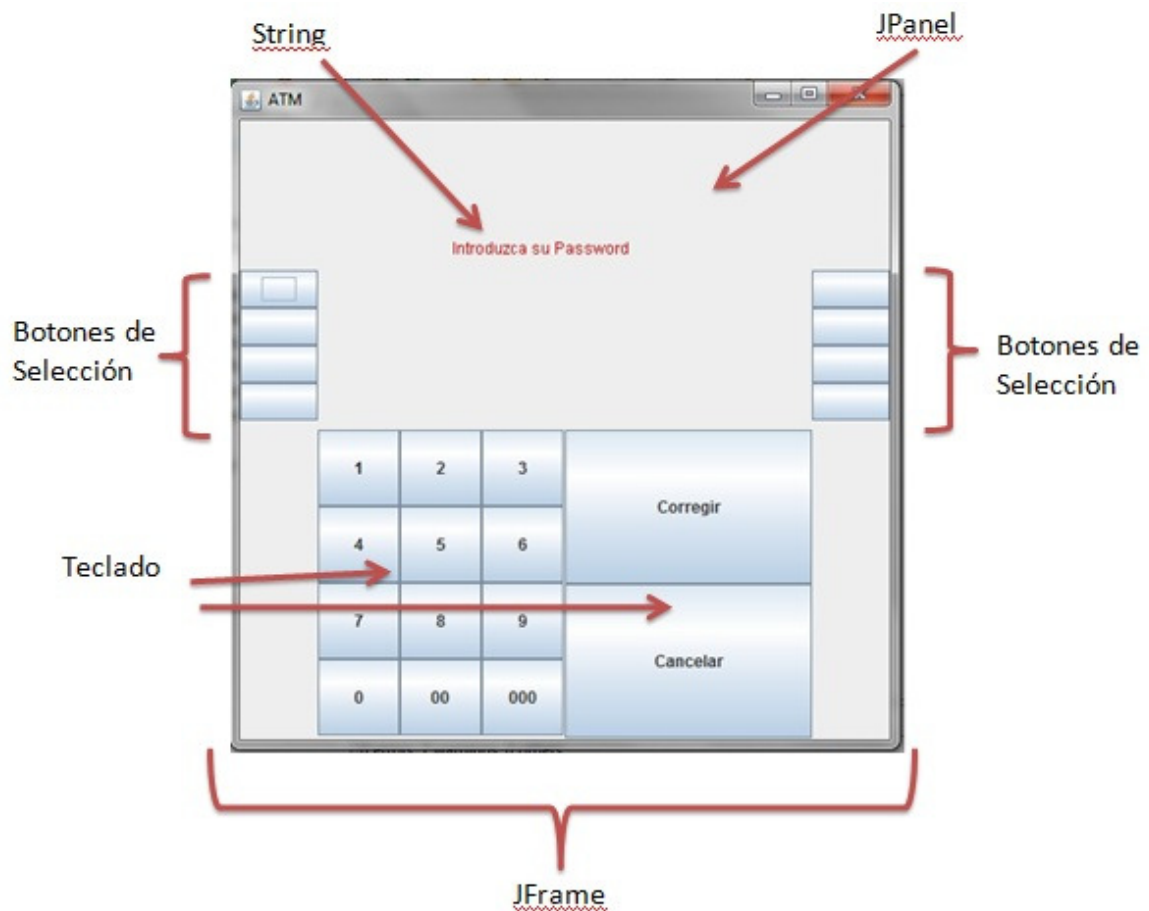 String
JPanel
ATM
Introduzca su Password
Botones de
Selección
Botones de
Selección
1 2 3
Corregir
4 5 6
Teclado
7 8 9
Cancelar
0 00 000
JFrame